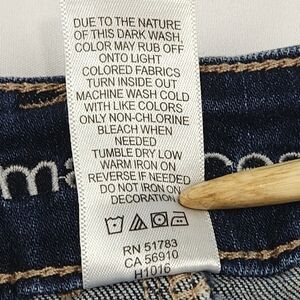 DUE TO THE NATURE
OF THIS DARK WASH,
COLOR MAY RUB OFF
ONTO LIGHT
COLORED FABRICS
TURN INSIDE OUT
MACHINE WASH COLD
WITH LIKE COLORS
ONLY NON-CHLORINE
BLEACH WHEN
NEEDED
TUMBLE DRY LOW
WARM IRON ON
REVERSE IF NEEDED
DO NOT IRON ON
DECORATION
RN 51783
CA 56910
H1016